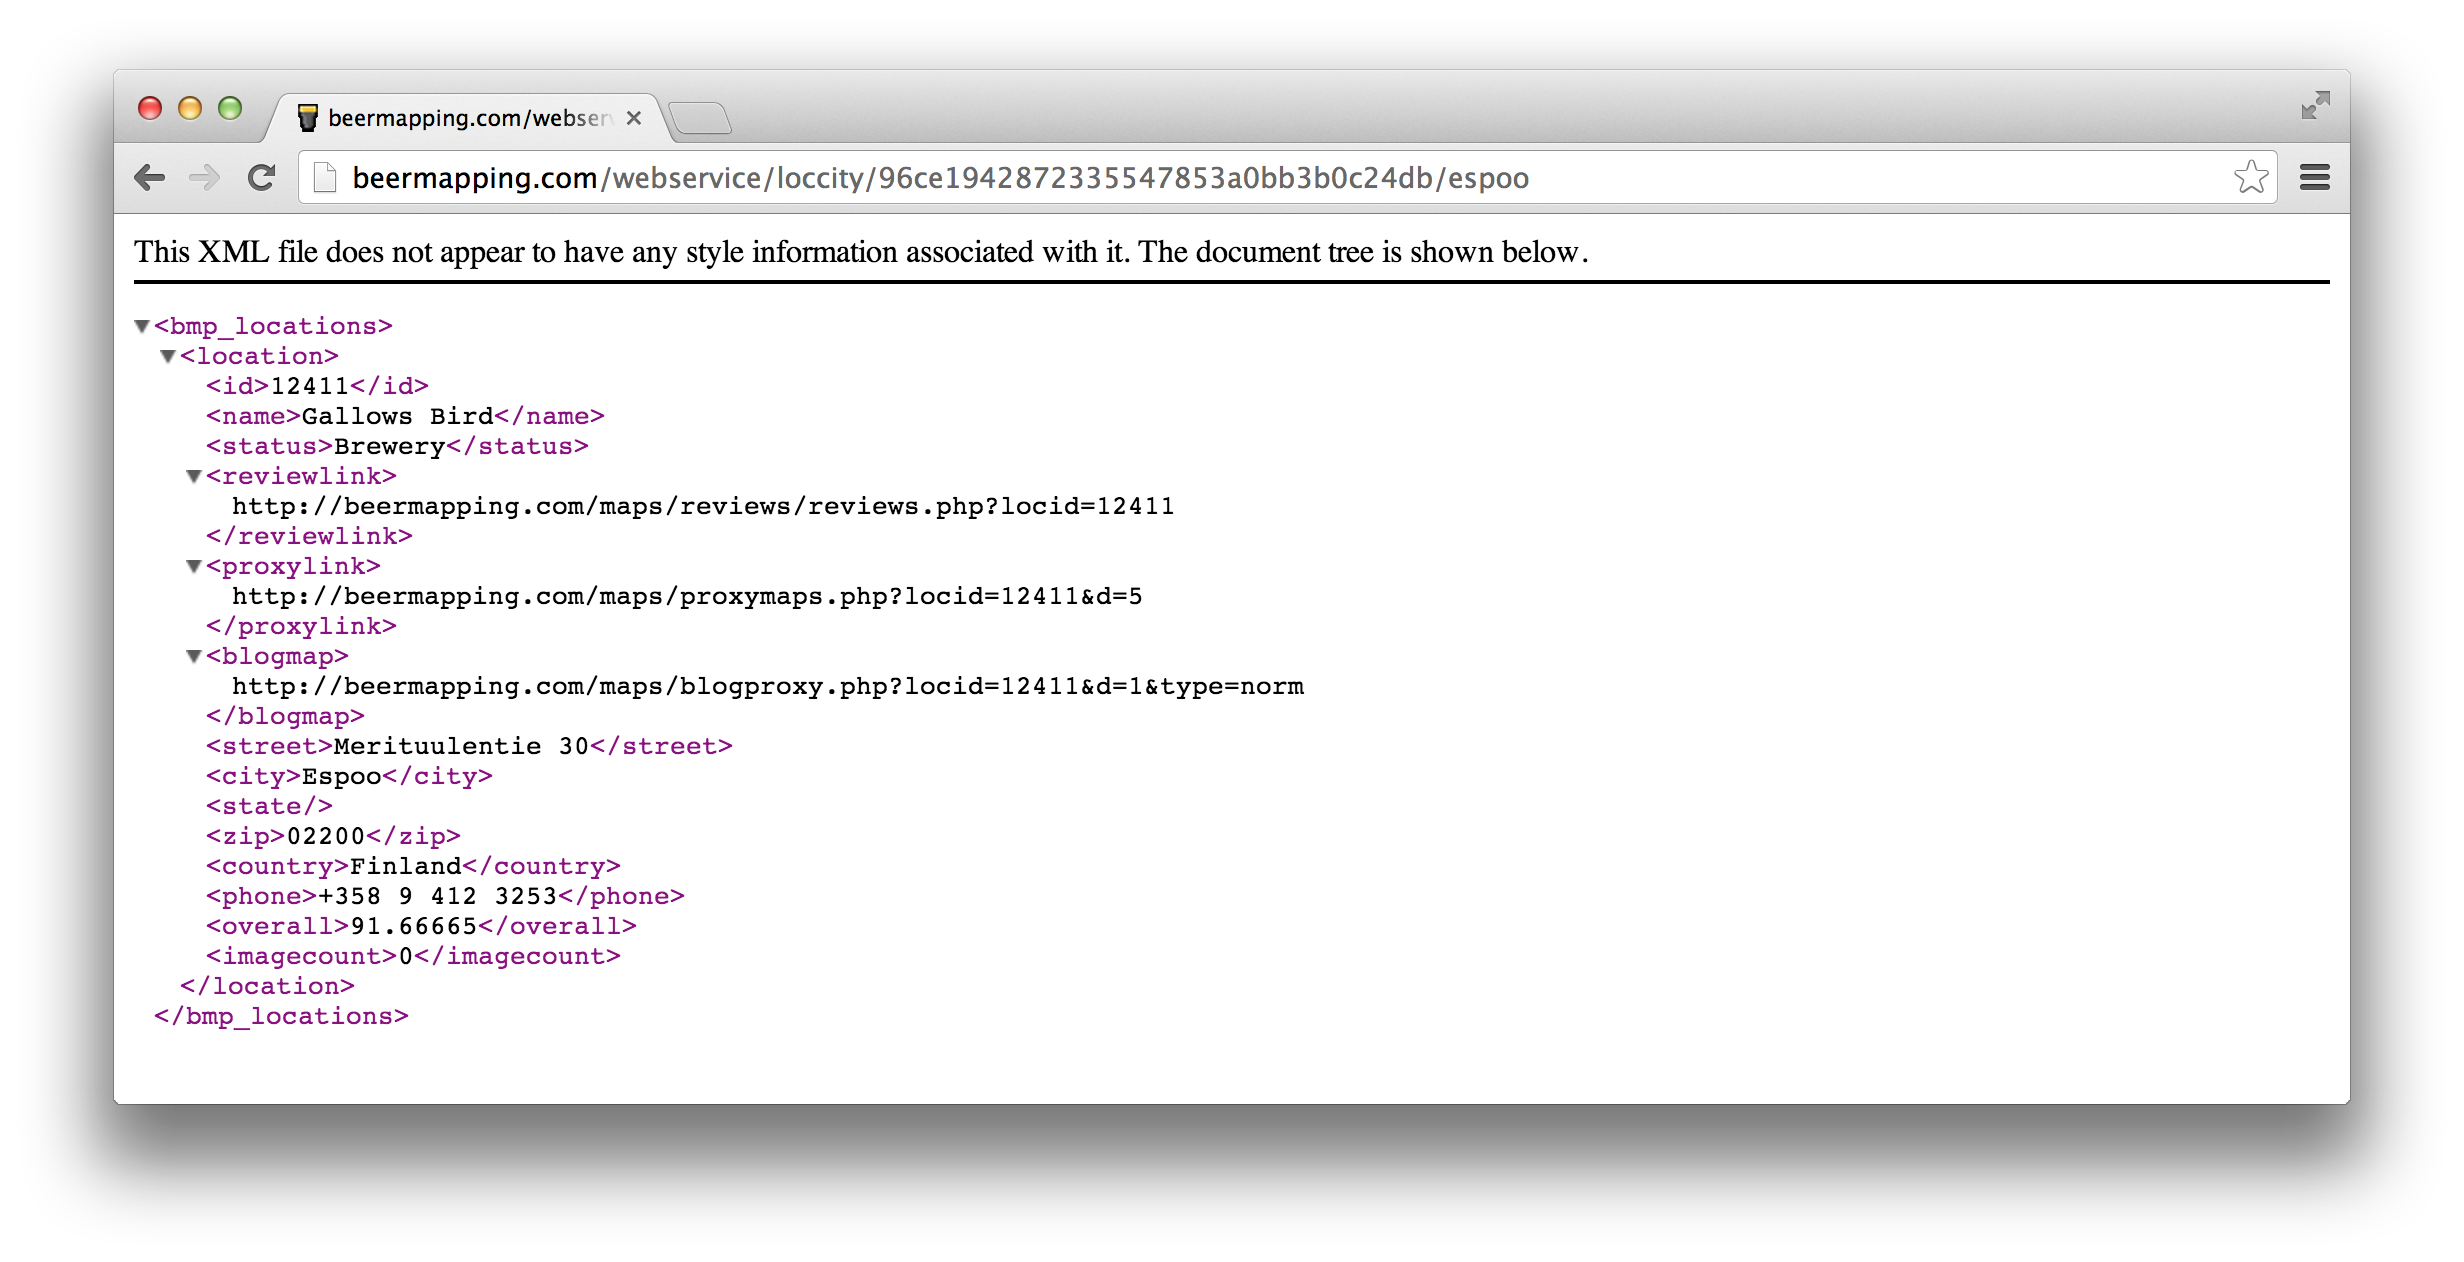 beermapping.com/webserv
beermapping.com/webservice/loccity/96ce1942872335547853a0bb3b0c24db/espoo
This XML file does not appear to have any style information associated with it. The document tree is shown below.
<bmp_locations>
<location>
<id>12411</id>
<name>Gallows Bird</name>
<status>Brewery</status>
<reviewlink>
http://beermapping.com/maps/reviews/reviews.php?locid=12411
</reviewlink>
<proxylink>
http://beermapping.com/maps/proxymaps.php?locid=12411&d=5
</proxylink>
<blogmap>
http://beermapping.com/maps/blogproxy.php?locid=12411&d=1&type=norm
</blogmap>
<street>Merituulentie 30</street>
<city>Espoo</city>
<state/>
<zip>02200</zip>
<country>Finland</country>
<phone>+358 9 412 3253</phone>
<overall>91.66665</overall>
<imagecount>0</imagecount>
</location>
</bmp_locations>